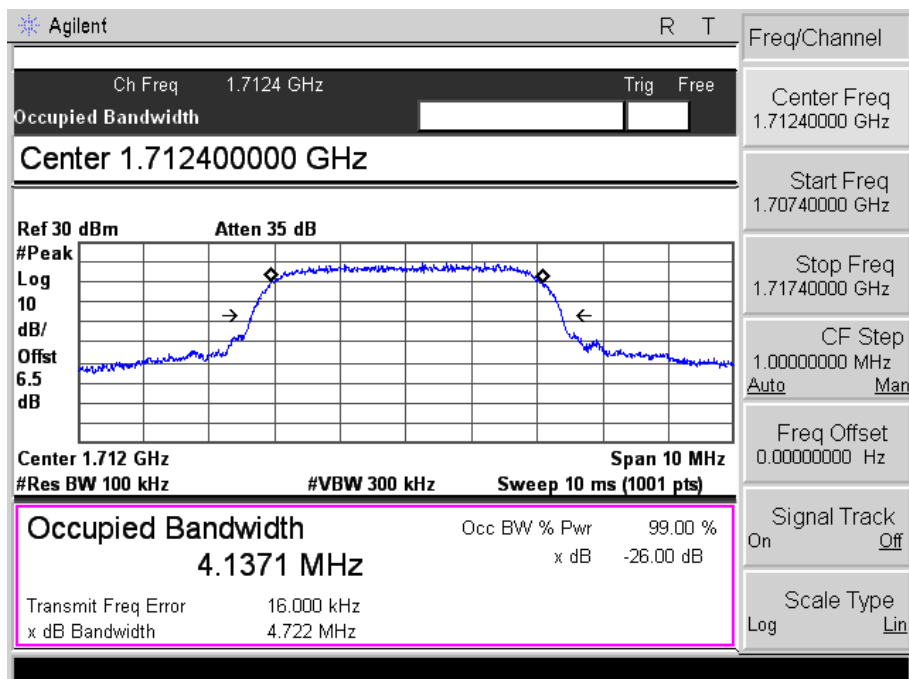 Agilent R T
Freq/Channel
Ch Freq 1.7124 GHz Trig Free
Occupied Bandwidth
Center 1.712400000 GHz
Ref 30 dBm Atten 35 dB
#Peak
Log
10
dB/
Offst
6.5
dB
Center 1.712 GHz Span 10 MHz
#Res BW 100 kHz #VBW 300 kHz Sweep 10 ms (1001 pts)
Occupied Bandwidth
4.1371 MHz
Occ BW % Pwr 99.00 %
x dB -26.00 dB
Transmit Freq Error 16.000 kHz
x dB Bandwidth 4.722 MHz
Center Freq
1.71240000 GHz
Start Freq
1.70740000 GHz
Stop Freq
1.71740000 GHz
CF Step
1.00000000 MHz
Auto Man
Freq Offset
0.00000000 Hz
Signal Track
On Off
Scale Type
Log Lin